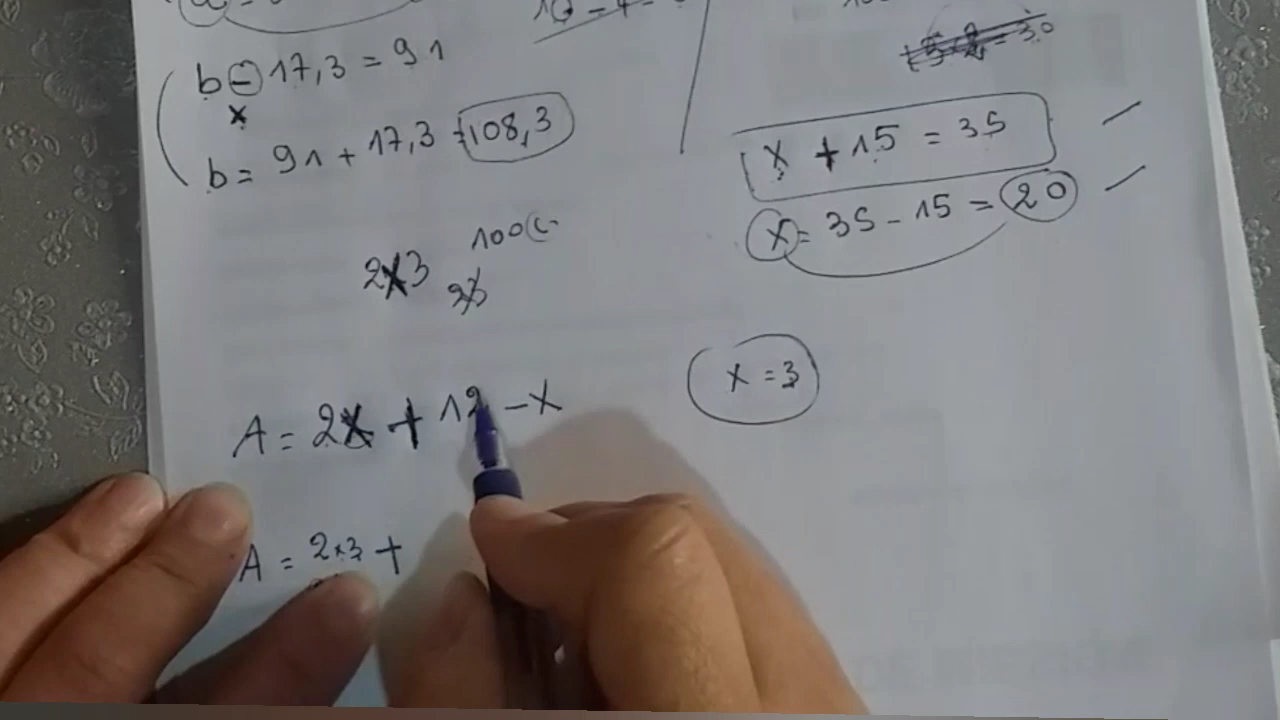 b - 17,3 = 91
x
b = 91 + 17,3 = 108,3
x + 15 = 35
x = 35 - 15 = 20
2x3
100
x = 3
A = 2x + 12 - x
A = 2x3 +